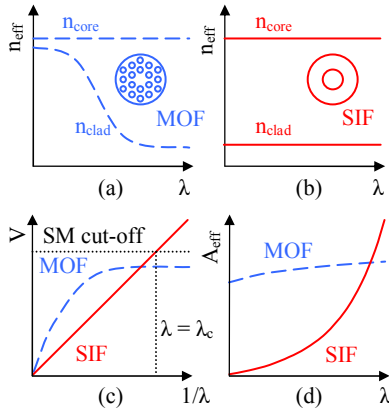 n_eff
n_core
MOF
n_clad
(a)
λ
n_eff
n_core
SIF
n_clad
(b)
λ
V
SM cut-off
MOF
λ = λ_c
SIF
(c)
1/λ
A_eff
MOF
SIF
(d)
λ